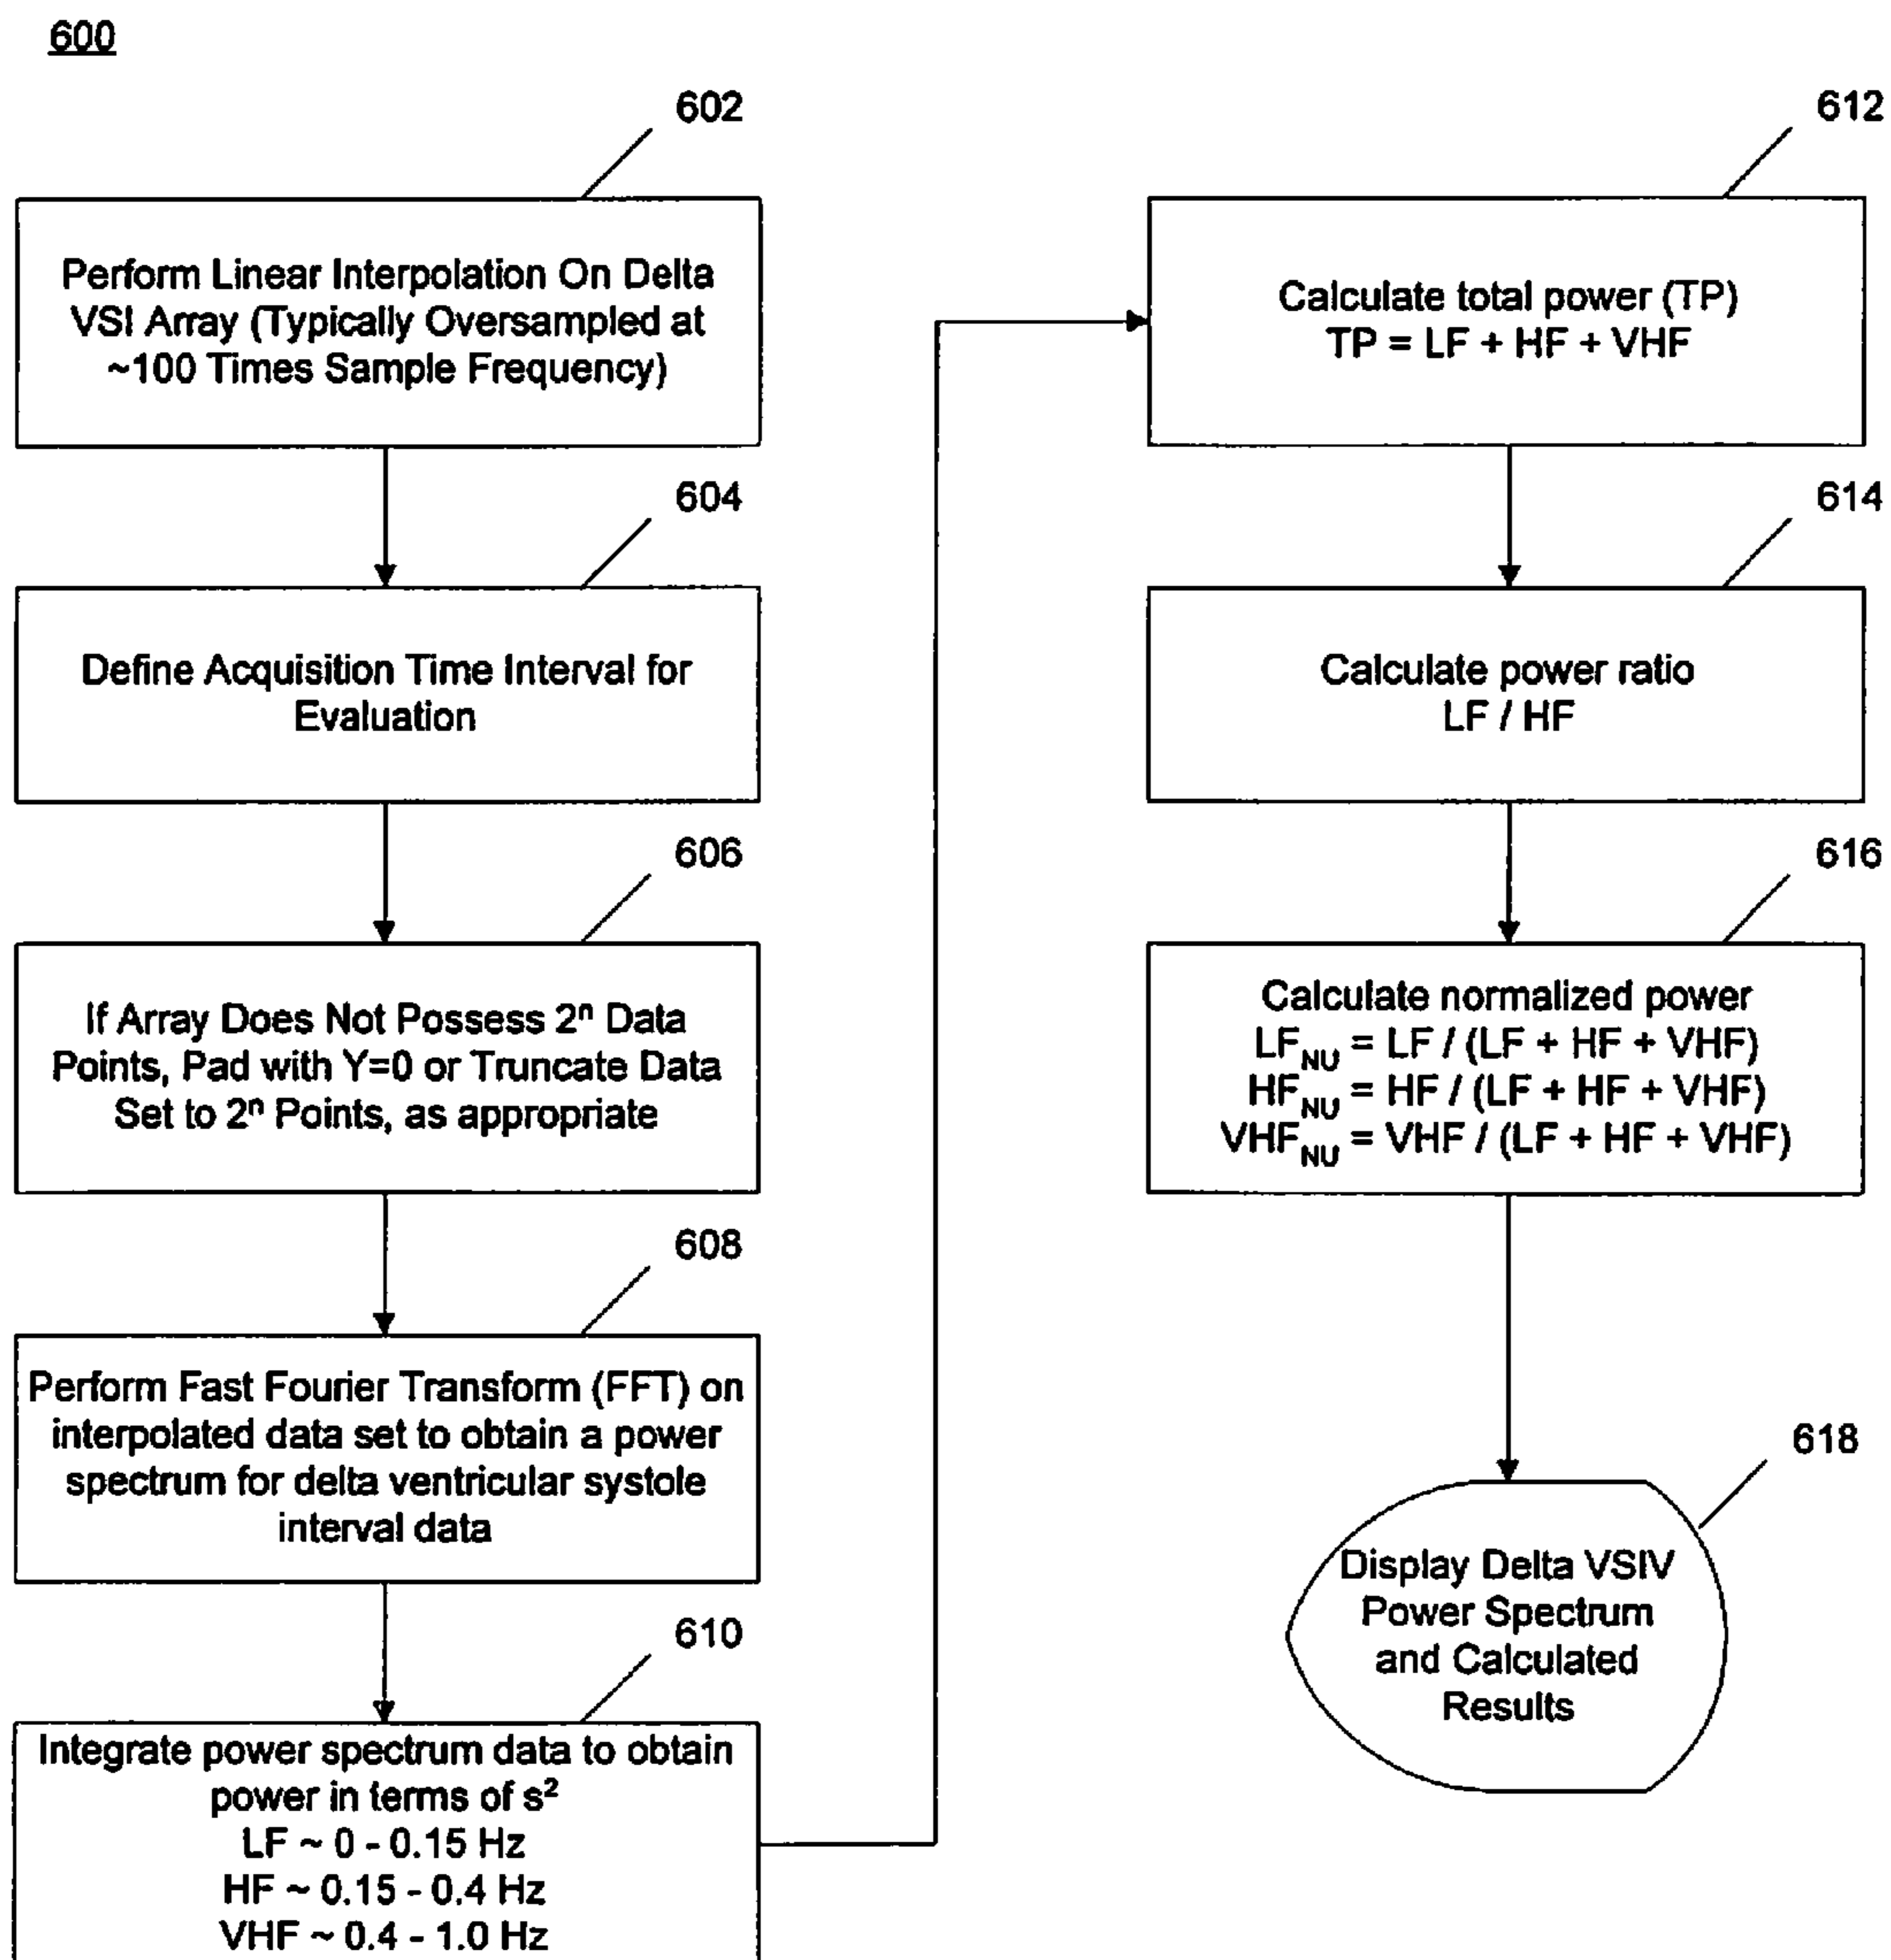 600
602
Perform Linear Interpolation On Delta
VSI Array (Typically Oversampled at
~100 Times Sample Frequency)
604
Define Acquisition Time Interval for
Evaluation
606
If Array Does Not Possess 2ⁿ Data
Points, Pad with Y=0 or Truncate Data
Set to 2ⁿ Points, as appropriate
608
Perform Fast Fourier Transform (FFT) on
interpolated data set to obtain a power
spectrum for delta ventricular systole
interval data
610
Integrate power spectrum data to obtain
power in terms of s²
LF ~ 0 - 0.15 Hz
HF ~ 0.15 - 0.4 Hz
VHF ~ 0.4 - 1.0 Hz
612
Calculate total power (TP)
TP = LF + HF + VHF
614
Calculate power ratio
LF / HF
616
Calculate normalized power
LF_NU = LF / (LF + HF + VHF)
HF_NU = HF / (LF + HF + VHF)
VHF_NU = VHF / (LF + HF + VHF)
618
Display Delta VSIV
Power Spectrum
and Calculated
Results